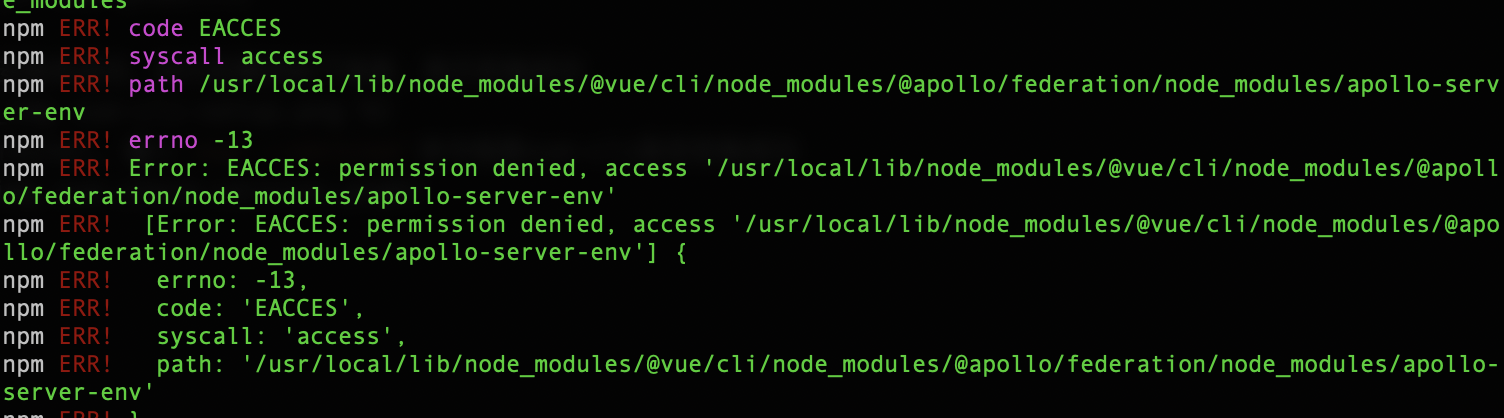 e_modules
npm ERR! code EACCES
npm ERR! syscall access
npm ERR! path /usr/local/lib/node_modules/@vue/cli/node_modules/@apollo/federation/node_modules/apollo-serv
er-env
npm ERR! errno -13
npm ERR! Error: EACCES: permission denied, access '/usr/local/lib/node_modules/@vue/cli/node_modules/@apoll
o/federation/node_modules/apollo-server-env'
npm ERR!  [Error: EACCES: permission denied, access '/usr/local/lib/node_modules/@vue/cli/node_modules/@apo
llo/federation/node_modules/apollo-server-env'] {
npm ERR!   errno: -13,
npm ERR!   code: 'EACCES',
npm ERR!   syscall: 'access',
npm ERR!   path: '/usr/local/lib/node_modules/@vue/cli/node_modules/@apollo/federation/node_modules/apollo-
server-env'
npm ERR! }